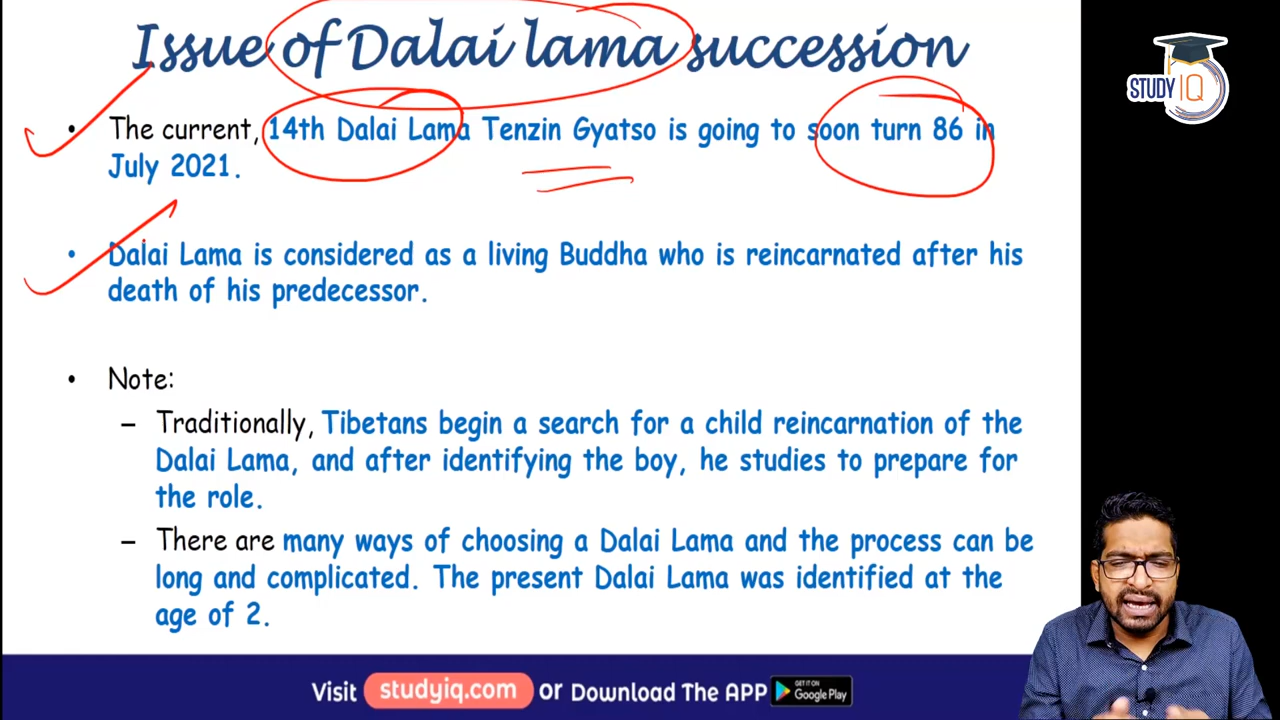 Issue of Dalai lama succession
STUDY IQ
• The current, 14th Dalai Lama Tenzin Gyatso is going to soon turn 86 in
July 2021.
• Dalai Lama is considered as a living Buddha who is reincarnated after his
death of his predecessor.
• Note:
– Traditionally, Tibetans begin a search for a child reincarnation of the
Dalai Lama, and after identifying the boy, he studies to prepare for
the role.
– There are many ways of choosing a Dalai Lama and the process can be
long and complicated. The present Dalai Lama was identified at the
age of 2.
Visit studyiq.com or Download The APP GET IT ON Google Play